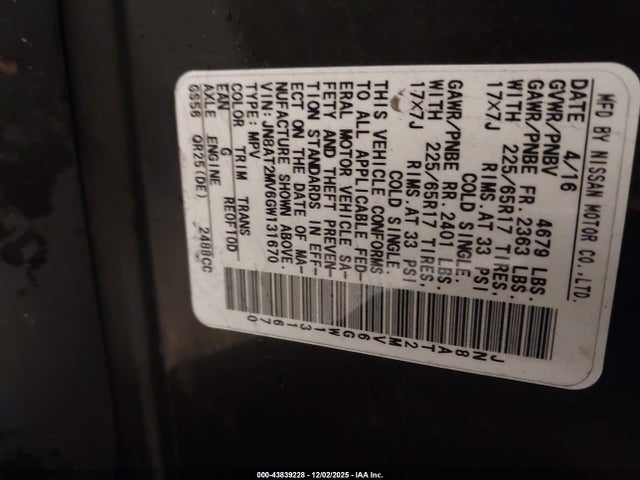 MFD BY NISSAN MOTOR CO.,LTD.
DATE 4/16
GVWR/PNBV 4679 LBS.
GAWR/PNBE FR. 2363 LBS.
WITH 225/65R17 TIRES,
17X7J RIMS.AT 33 PSI
COLD SINGLE.
GAWR/PNBE RR. 2401 LBS.
WITH 225/65R17 TIRES,
17X7J RIMS.AT 33 PSI
COLD SINGLE.
THIS VEHICLE CONFORMS
TO ALL APPLICABLE FED-
ERAL MOTOR VEHICLE SA-
FETY AND THEFT PREVEN-
TION STANDARDS IN EFF-
ECT ON THE DATE OF MA-
NUFACTURE SHOWN ABOVE.
VIN:JN8AT2MV6GW131670
TYPE:MPV
COLOR TRIM TRANS
EAN G RE0F10D
AXLE ENGINE
GS56 QR25(DE) 2488CC
JN8AT2MV6GW131670
000-43839228 - 12/02/2025 - IAA Inc.